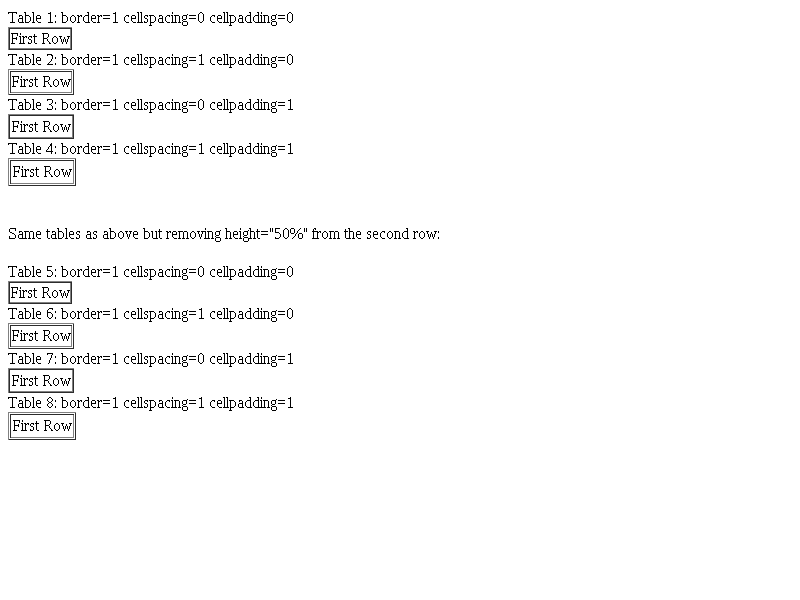 Table 1: border=1 cellspacing=0 cellpadding=0
First Row
Table 2: border=1 cellspacing=1 cellpadding=0
First Row
Table 3: border=1 cellspacing=0 cellpadding=1
First Row
Table 4: border=1 cellspacing=1 cellpadding=1
First Row
Same tables as above but removing height="50%" from the second row:
Table 5: border=1 cellspacing=0 cellpadding=0
First Row
Table 6: border=1 cellspacing=1 cellpadding=0
First Row
Table 7: border=1 cellspacing=0 cellpadding=1
First Row
Table 8: border=1 cellspacing=1 cellpadding=1
First Row